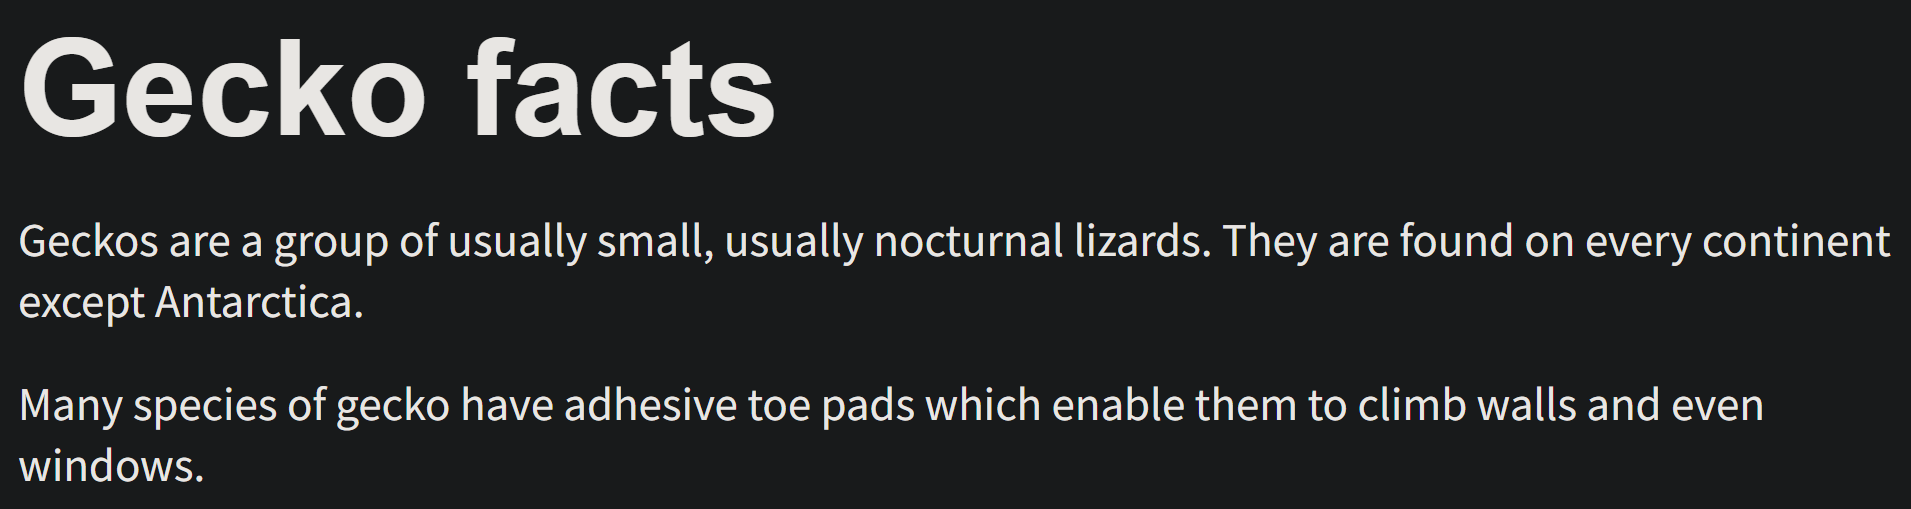 Gecko facts
Geckos are a group of usually small, usually nocturnal lizards. They are found on every continent
except Antarctica.
Many species of gecko have adhesive toe pads which enable them to climb walls and even
windows.